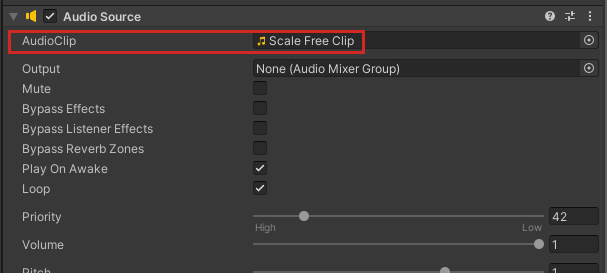 Audio Source
AudioClip Scale Free Clip
Output None (Audio Mixer Group)
Mute
Bypass Effects
Bypass Listener Effects
Bypass Reverb Zones
Play On Awake
Loop
Priority 42
High Low
Volume 1
Pitch 1